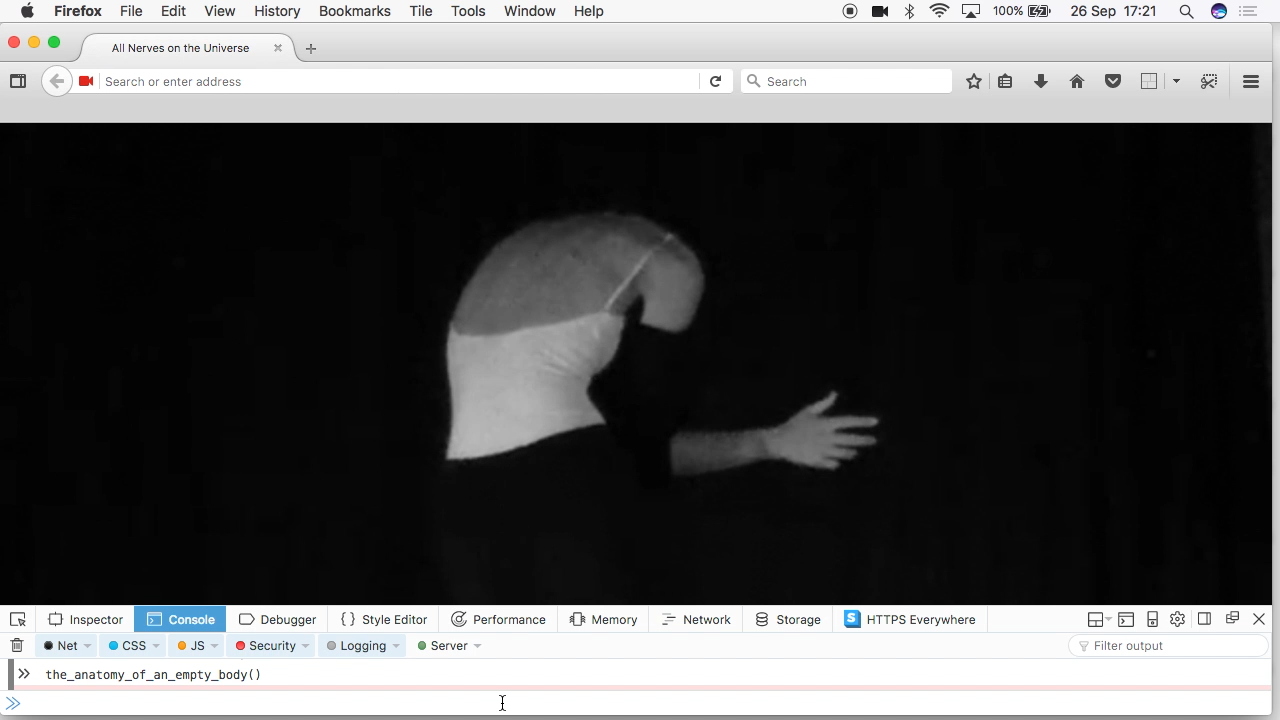 Firefox File Edit View History Bookmarks Tile Tools Window Help 100% 26 Sep 17:21
All Nerves on the Universe
Search or enter address Search
Inspector Console Debugger Style Editor Performance Memory Network Storage S HTTPS Everywhere
Net CSS JS Security Logging Server Filter output
the_anatomy_of_an_empty_body()